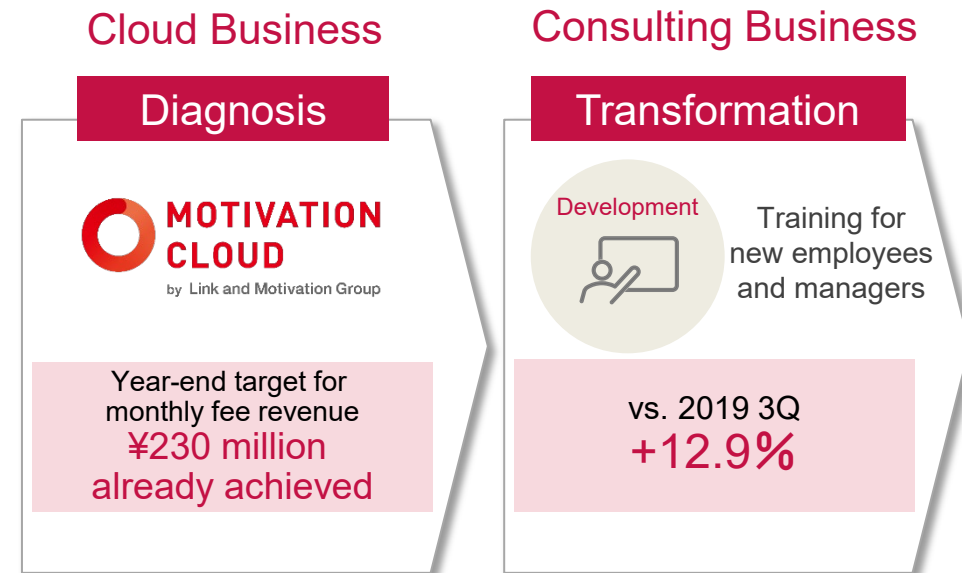 Cloud Business
Diagnosis
MOTIVATION
CLOUD
by Link and Motivation Group
Year-end target for
monthly fee revenue
¥230 million
already achieved
Consulting Business
Transformation
Development
Training for
new employees
and managers
vs. 2019 3Q
+12.9%